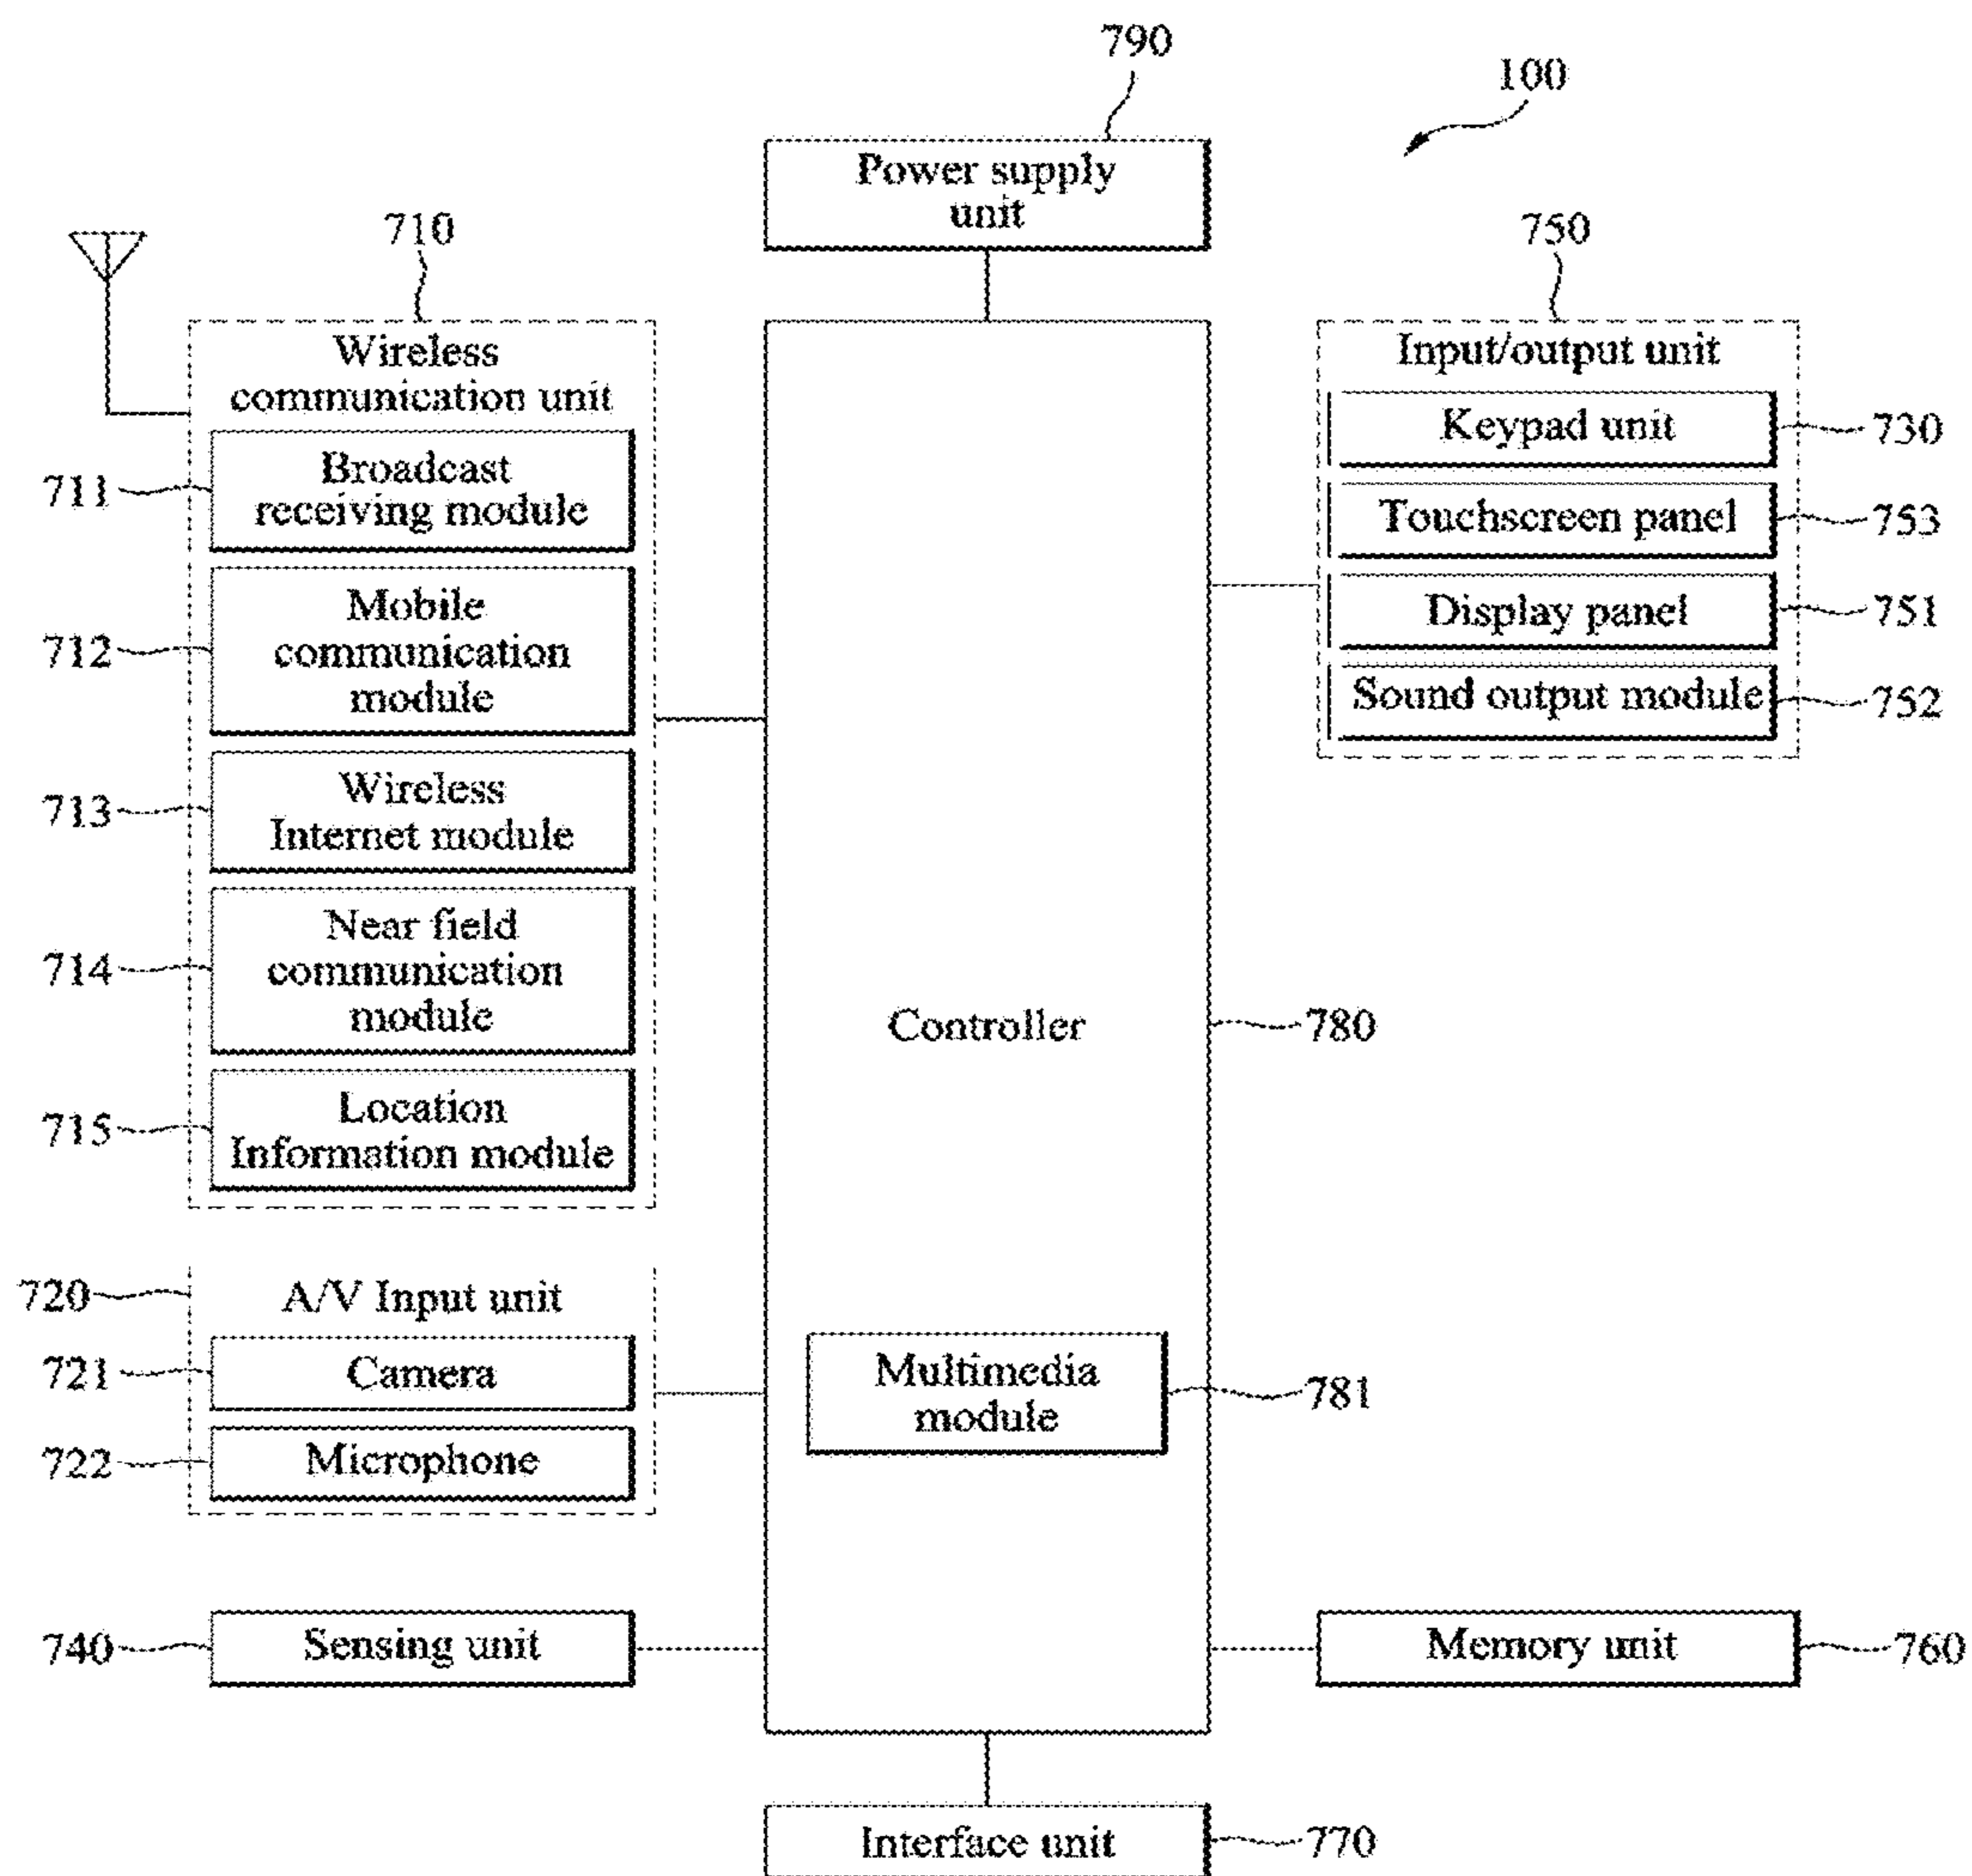 790
100
Power supply
unit
710
750
Wireless
communication unit
711
Broadcast
receiving module
712
Mobile
communication
module
713
Wireless
Internet module
714
Near field
communication
module
715
Location
Information module
Input/output unit
Keypad unit
730
Touchscreen panel
753
Display panel
751
Sound output module
752
Controller
780
720
A/V Input unit
721
Camera
722
Microphone
Multimedia
module
781
740
Sensing unit
Memory unit
760
Interface unit
770